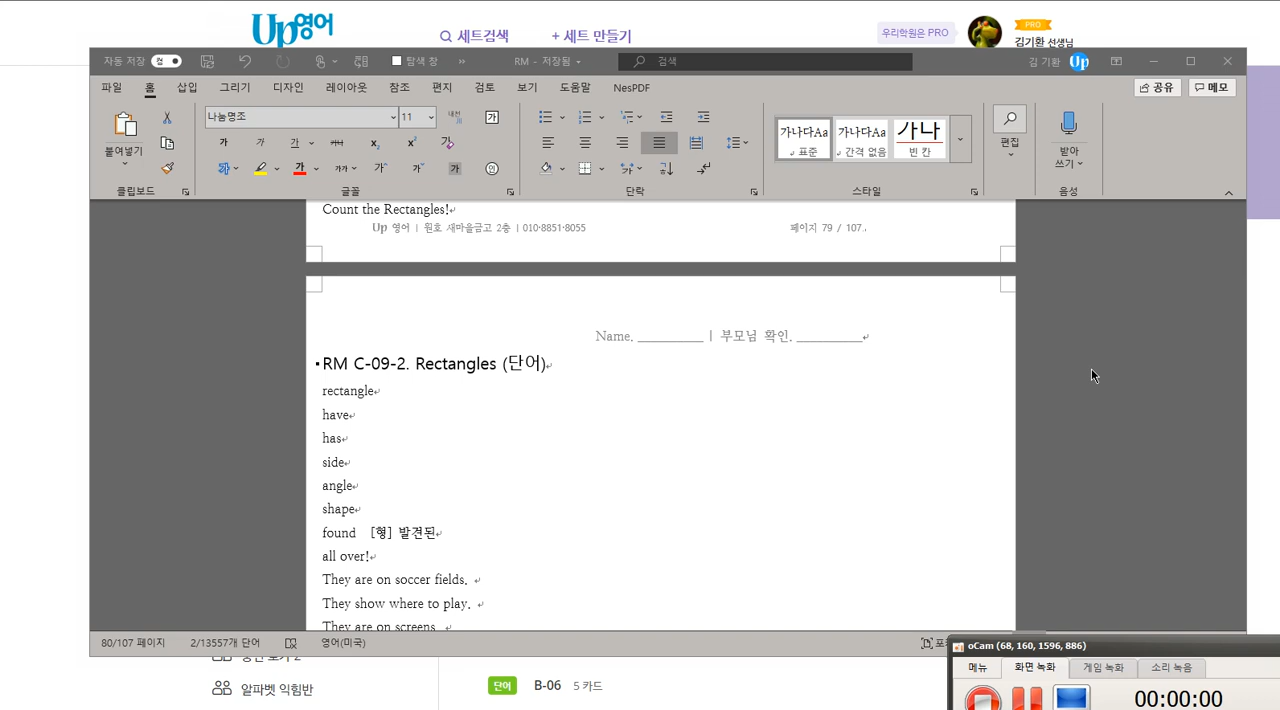 Up영어
세트검색
+ 세트 만들기
우리학원은 PRO
PRO
김기환 선생님
자동 저장
탐색 창
RM - 저장됨
검색
김 기환
Up
파일 홈 삽입 그리기 디자인 레이아웃 참조 편지 검토 보기 도움말 NesPDF
공유
메모
붙여넣기
나눔명조
11
가나다Aa
표준
가나다Aa
간격 없음
가나
빈 칸
편집
받아
쓰기
클립보드
글꼴
단락
스타일
음성
Count the Rectangles!
Up 영어 | 원호 새마을금고 2층 | 010-8851-8055
페이지 79 / 107.
Name. __________ | 부모님 확인. __________
RM C-09-2. Rectangles (단어)
rectangle
have
has
side
angle
shape
found [형] 발견된
all over!
They are on soccer fields.
They show where to play.
They are on screens.
80/107 페이지
2/13557개 단어
영어(미국)
알파벳 익힘반
단어
B-06
5 카드
oCam (68, 160, 1596, 886)
메뉴
화면 녹화
게임 녹화
소리 녹음
00:00:00